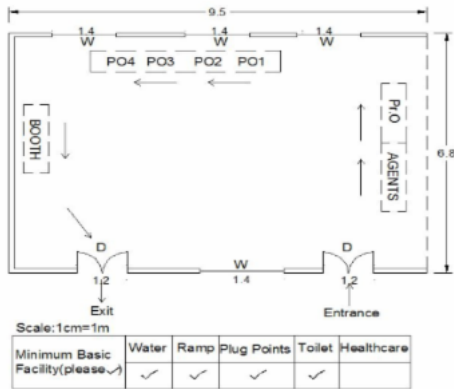 9.5
1.4 1.4 1.4
W W W
PO4 PO3 PO2 PO1
BOOTH
Pr.O
AGENTS
6.8
D W D
1.2 1.4 1.2
Exit Entrance
Scale:1cm=1m
Minimum Basic Facility(please✓) Water Ramp Plug Points Toilet Healthcare
✓ ✓ ✓ ✓